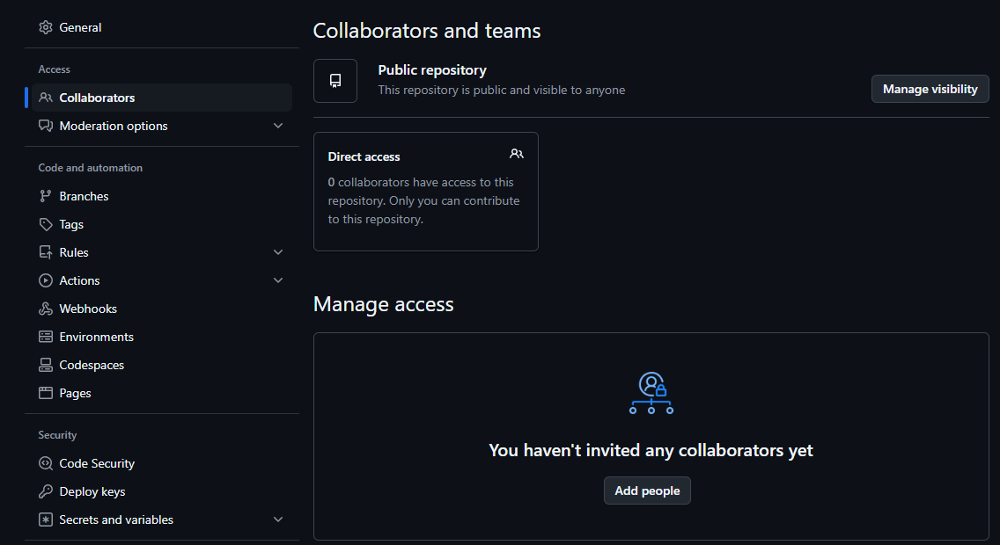 General
Access
Collaborators
Moderation options
Code and automation
Branches
Tags
Rules
Actions
Webhooks
Environments
Codespaces
Pages
Security
Code Security
Deploy keys
Secrets and variables
Collaborators and teams
Public repository
This repository is public and visible to anyone
Manage visibility
Direct access
0 collaborators have access to this
repository. Only you can contribute
to this repository.
Manage access
You haven't invited any collaborators yet
Add people